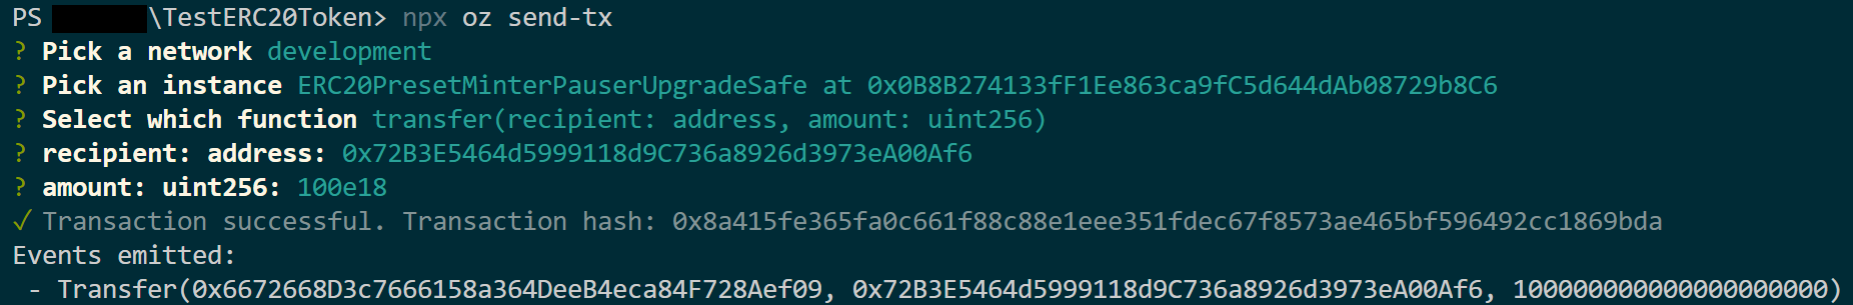 PS \TestERC20Token> npx oz send-tx
? Pick a network development
? Pick an instance ERC20PresetMinterPauserUpgradeSafe at 0x0B8B274133fF1Ee863ca9fC5d644dAb08729b8C6
? Select which function transfer(recipient: address, amount: uint256)
? recipient: address: 0x72B3E5464d5999118d9C736a8926d3973eA00Af6
? amount: uint256: 100e18
✓ Transaction successful. Transaction hash: 0x8a415fe365fa0c661f88c88e1eee351fdec67f8573ae465bf596492cc1869bda
Events emitted:
- Transfer(0x6672668D3c7666158a364DeeB4eca84F728Aef09, 0x72B3E5464d5999118d9C736a8926d3973eA00Af6, 100000000000000000000)